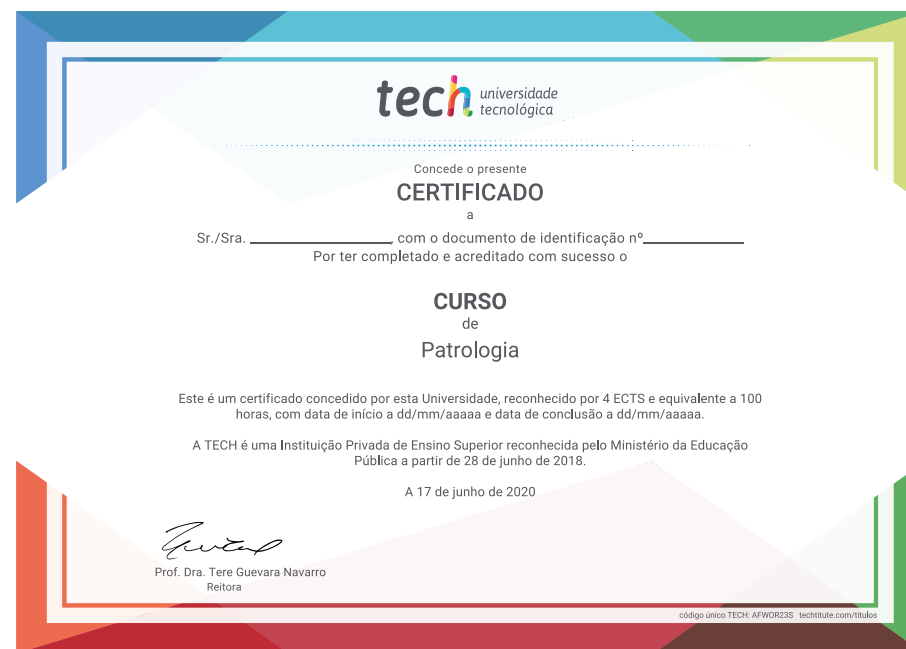 tech universidade
tecnológica
Concede o presente
CERTIFICADO
a
Sr./Sra. ____________________, com o documento de identificação nº______________
Por ter completado e acreditado com sucesso o
CURSO
de
Patrologia
Este é um certificado concedido por esta Universidade, reconhecido por 4 ECTS e equivalente a 100
horas, com data de início a dd/mm/aaaaa e data de conclusão a dd/mm/aaaaa.
A TECH é uma Instituição Privada de Ensino Superior reconhecida pelo Ministério da Educação
Pública a partir de 28 de junho de 2018.
A 17 de junho de 2020
Prof. Dra. Tere Guevara Navarro
Reitora
código único TECH: AFWOR23S techtitute.com/titulos